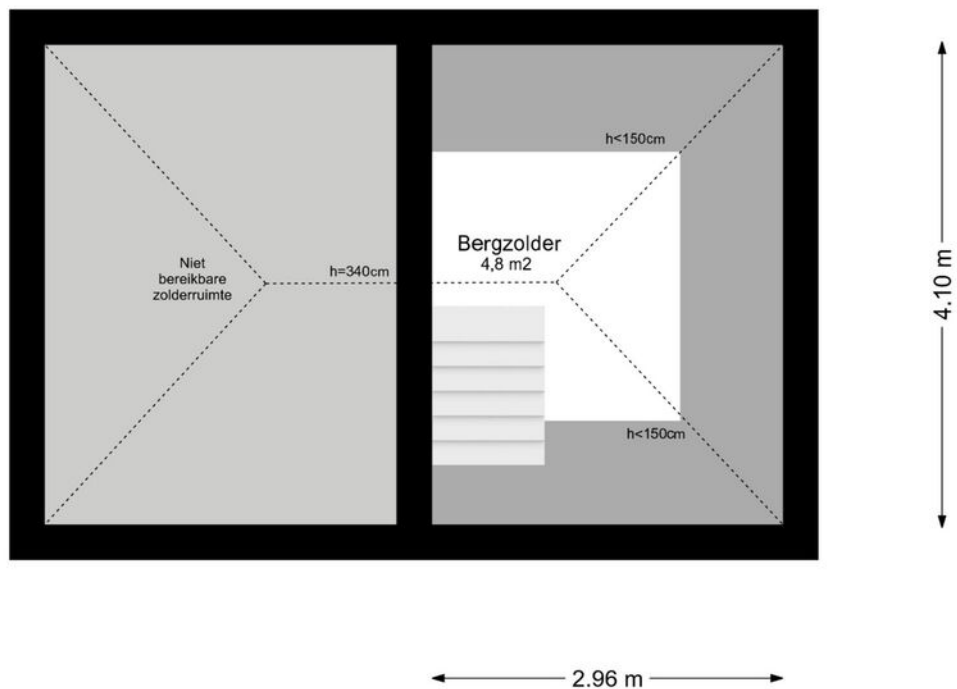 h<150cm
Bergzolder
4,8 m2
Niet
bereikbare
zolderruimte
h=340cm
4.10 m
h<150cm
2.96 m